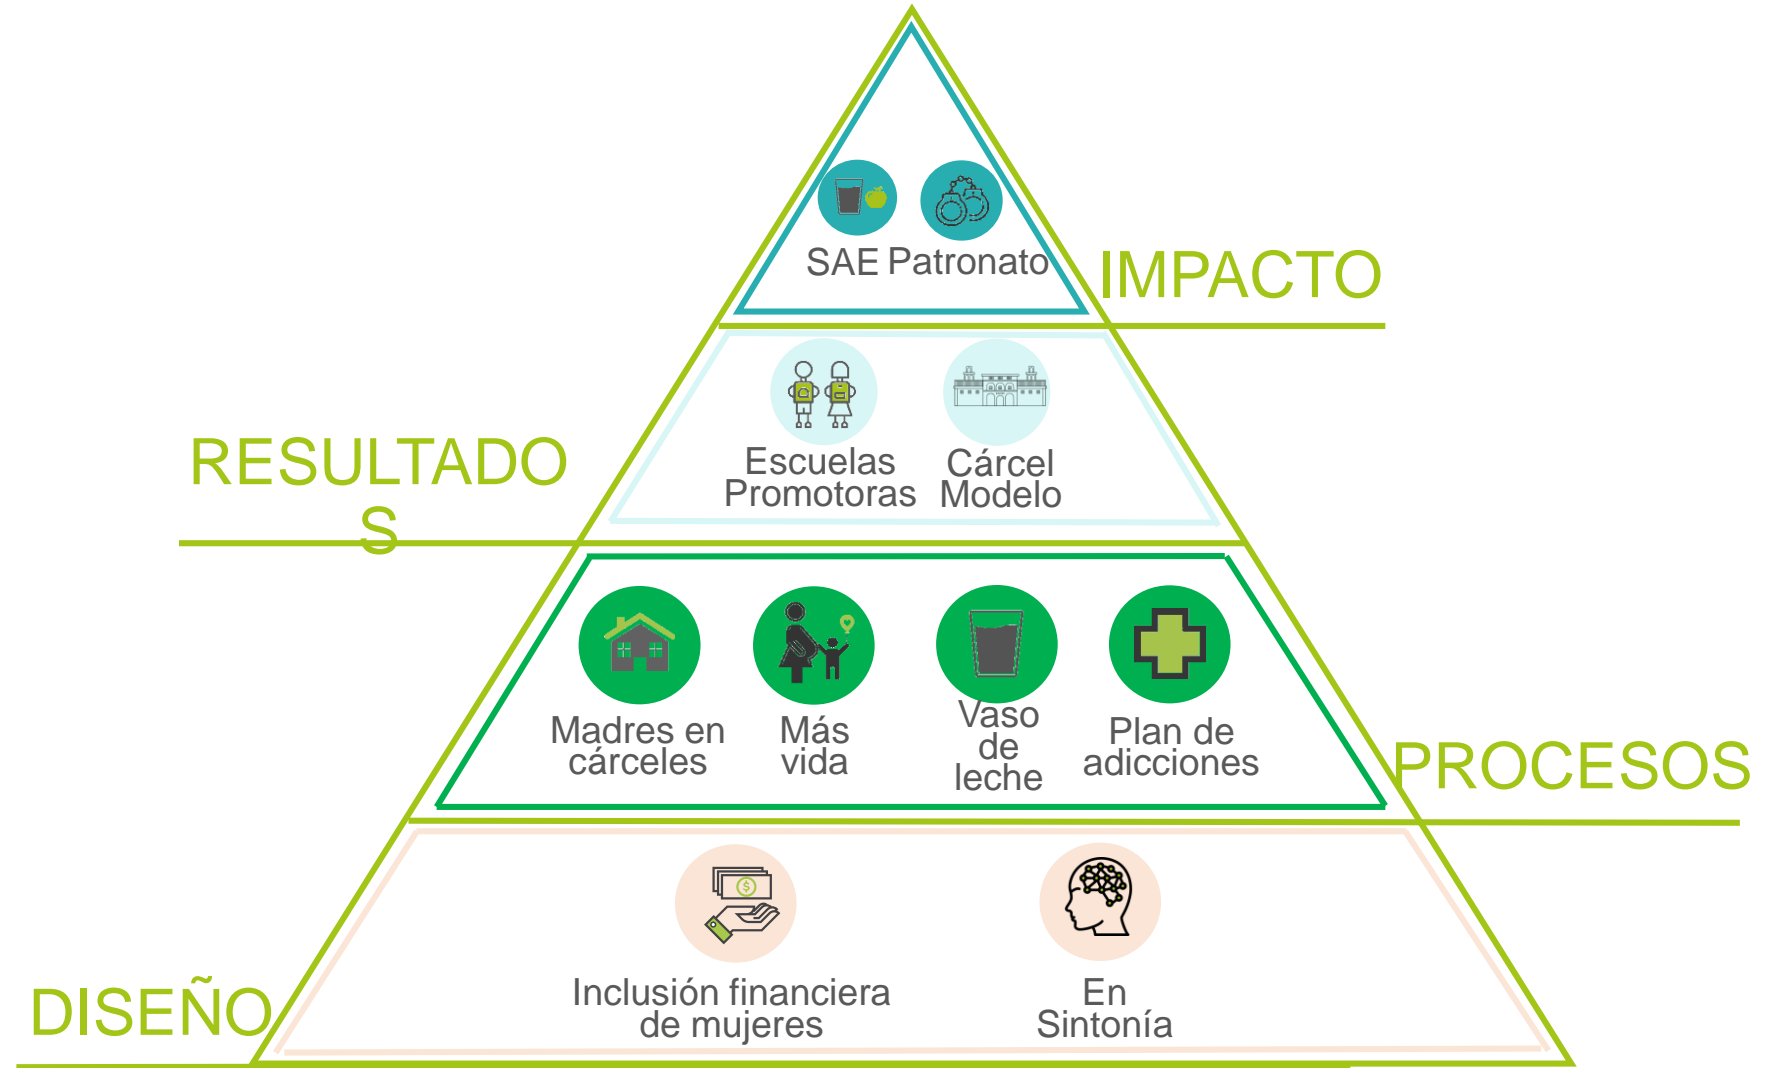 SAE
Patronato
IMPACTO
Escuelas
Promotoras
Cárcel
Modelo
RESULTADO
S
Madres en
cárceles
Más
vida
Vaso
de
leche
Plan de
adicciones
PROCESOS
Inclusión financiera
de mujeres
En
Sintonía
DISEÑO